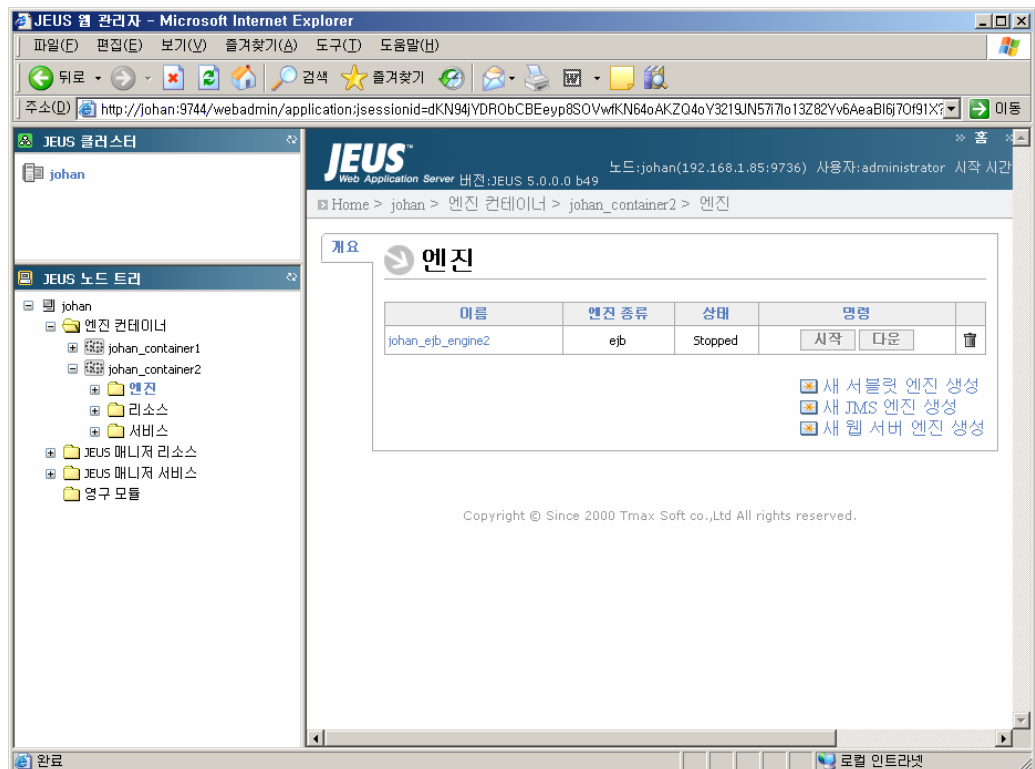 JEUS 웹 관리자 - Microsoft Internet Explorer
파일(F) 편집(E) 보기(V) 즐겨찾기(A) 도구(T) 도움말(H)
뒤로 검색 즐겨찾기
주소(D) http://johan:9744/webadmin/application;jsessionid= 이동
JEUS 클러스터
johan
JEUS 노드 트리
johan
엔진 컨테이너
johan_container1
johan_container2
엔진
리소스
서비스
JEUS 매니저 리소스
JEUS 매니저 서비스
영구 모듈
» 홈 »
JEUS™
Web Application Server 버전:JEUS 5.0.0.0 b49 노드:johan(192.168.1.85:9736) 사용자:administrator 시작 시간
Home > johan > 엔진 컨테이너 > johan_container2 > 엔진
개요
엔진
이름 엔진 종류 상태 명령
johan_ejb_engine2 ejb Stopped 시작 다운
새 서블릿 엔진 생성
새 JMS 엔진 생성
새 웹 서버 엔진 생성
Copyright © Since 2000 Tmax Soft co.,Ltd All rights reserved.
완료 로컬 인트라넷